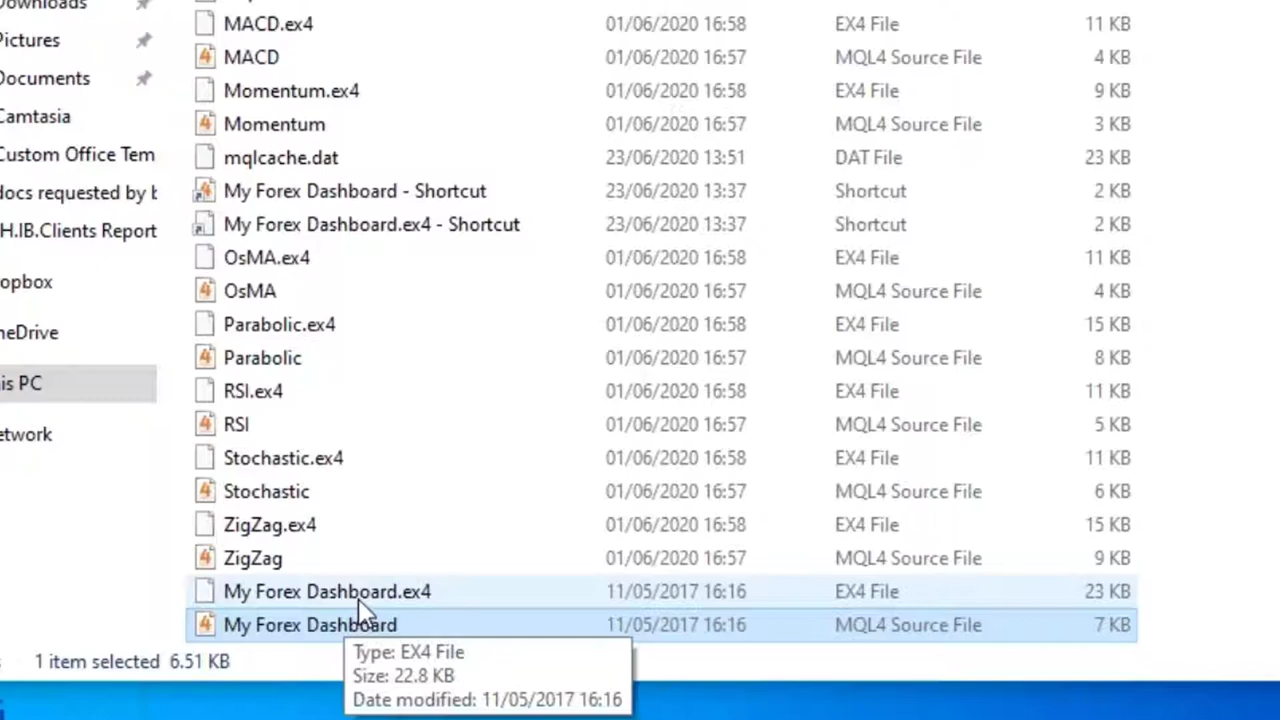 ownloads
MACD.ex4 01/06/2020 16:58 EX4 File 11 KB
Pictures
MACD 01/06/2020 16:57 MQL4 Source File 4 KB
Documents
Momentum.ex4 01/06/2020 16:58 EX4 File 9 KB
Camtasia
Momentum 01/06/2020 16:57 MQL4 Source File 3 KB
Custom Office Tem
mqlcache.dat 23/06/2020 13:51 DAT File 23 KB
docs requested by b
My Forex Dashboard - Shortcut 23/06/2020 13:37 Shortcut 2 KB
H.IB.Clients Report
My Forex Dashboard.ex4 - Shortcut 23/06/2020 13:37 Shortcut 2 KB
OsMA.ex4 01/06/2020 16:58 EX4 File 11 KB
opbox
OsMA 01/06/2020 16:57 MQL4 Source File 4 KB
neDrive
Parabolic.ex4 01/06/2020 16:58 EX4 File 15 KB
Parabolic 01/06/2020 16:57 MQL4 Source File 8 KB
is PC
RSI.ex4 01/06/2020 16:58 EX4 File 11 KB
RSI 01/06/2020 16:57 MQL4 Source File 5 KB
etwork
Stochastic.ex4 01/06/2020 16:58 EX4 File 11 KB
Stochastic 01/06/2020 16:57 MQL4 Source File 6 KB
ZigZag.ex4 01/06/2020 16:58 EX4 File 15 KB
ZigZag 01/06/2020 16:57 MQL4 Source File 9 KB
My Forex Dashboard.ex4 11/05/2017 16:16 EX4 File 23 KB
My Forex Dashboard 11/05/2017 16:16 MQL4 Source File 7 KB
1 item selected 6.51 KB
Type: EX4 File
Size: 22.8 KB
Date modified: 11/05/2017 16:16